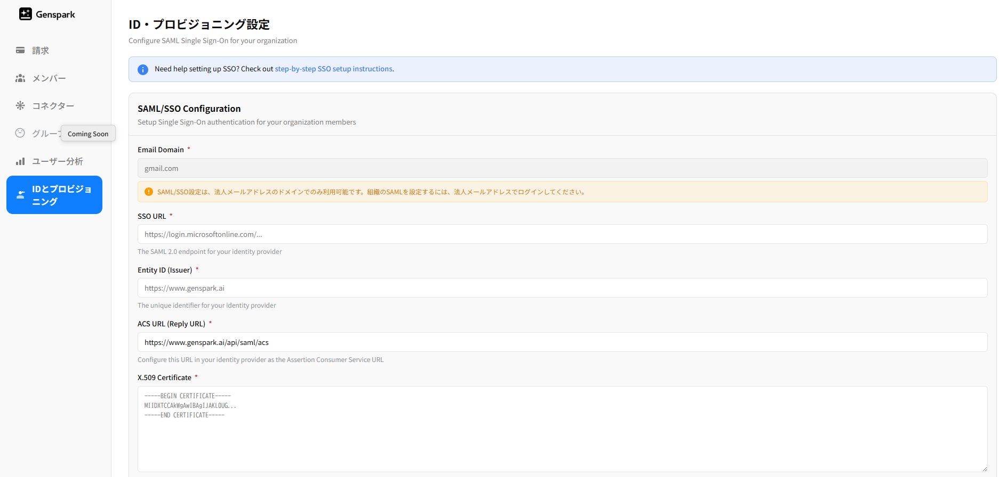 Genspark
請求
メンバー
コネクター
Coming Soon
ユーザー分析
IDとプロビジョ
ニング
ID・プロビジョニング設定
Configure SAML Single Sign-On for your organization
Need help setting up SSO? Check out step-by-step SSO setup instructions.
SAML/SSO Configuration
Setup Single Sign-On authentication for your organization members
Email Domain *
gmail.com
SAML/SSO設定は、法人メールアドレスのドメインでのみ利用可能です。組織のSAMLを設定するには、法人メールアドレスでログインしてください。
SSO URL *
https://login.microsoftonline.com/...
The SAML 2.0 endpoint for your identity provider
Entity ID (Issuer) *
https://www.genspark.ai
The unique identifier for your identity provider
ACS URL (Reply URL) *
https://www.genspark.ai/api/saml/acs
Configure this URL in your identity provider as the Assertion Consumer Service URL
X.509 Certificate *
-----BEGIN CERTIFICATE-----
MIIDXTCCAkWgAwIBAgIJAKLOUG...
-----END CERTIFICATE-----